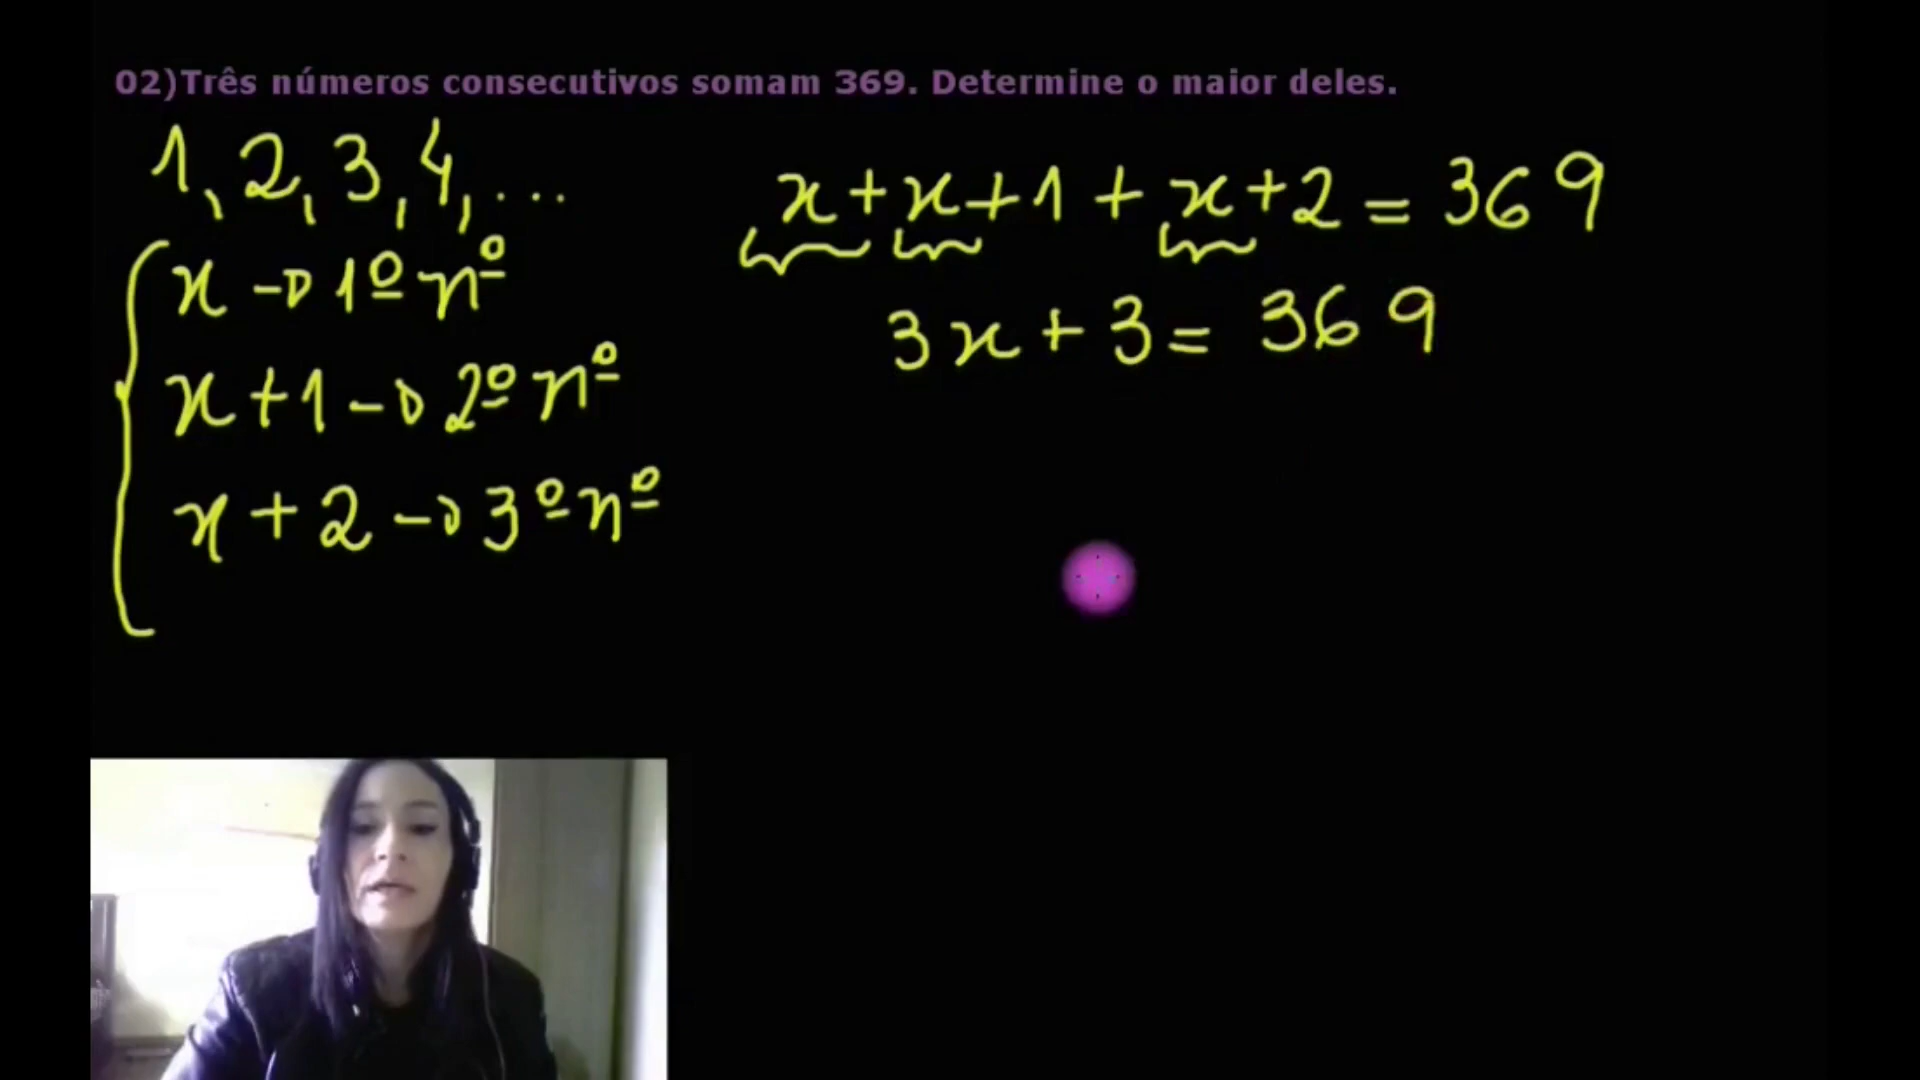 02)Três números consecutivos somam 369. Determine o maior deles.
1, 2, 3, 4, ...
x → 1º nº
x + 1 → 2º nº
x + 2 → 3º nº
x + x + 1 + x + 2 = 369
3x + 3 = 369